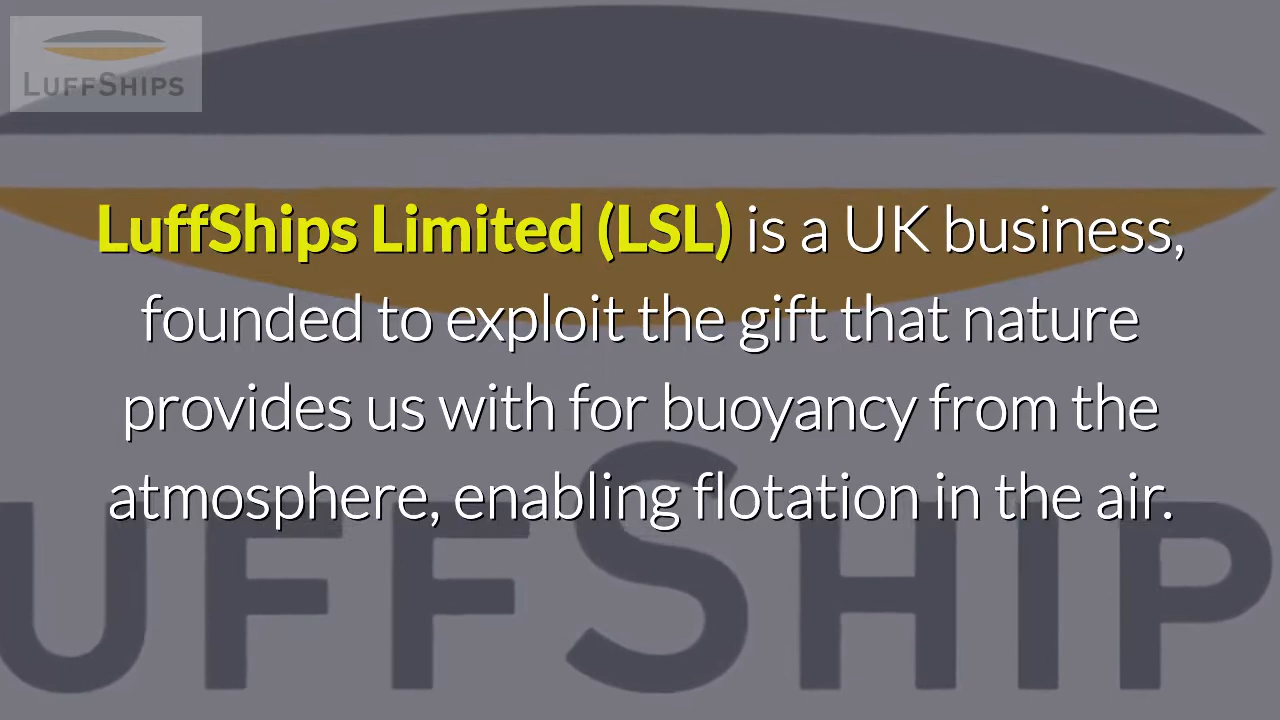 LUFFSHIPS
LuffShips Limited (LSL) is a UK business,
founded to exploit the gift that nature
provides us with for buoyancy from the
atmosphere, enabling flotation in the air.
UFFSHIP